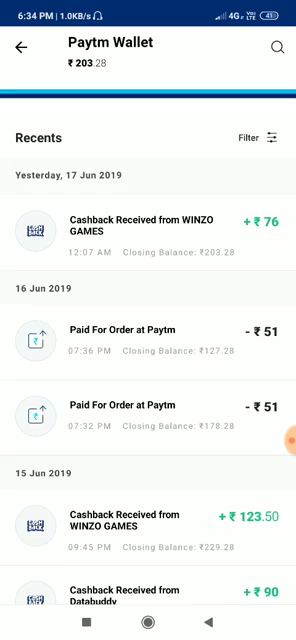 6:34 PM | 1.0KB/s
4G
Vo
LTE
41
Paytm Wallet
₹ 203.28
Recents
Filter
Yesterday, 17 Jun 2019
Cashback Received from WINZO
GAMES
+ ₹ 76
12:07 AM Closing Balance: ₹203.28
16 Jun 2019
Paid For Order at Paytm
- ₹ 51
07:36 PM Closing Balance: ₹127.28
Paid For Order at Paytm
- ₹ 51
07:32 PM Closing Balance: ₹178.28
15 Jun 2019
Cashback Received from
WINZO GAMES
+ ₹ 123.50
09:45 PM Closing Balance: ₹229.28
Cashback Received from
Databuddy
+ ₹ 90